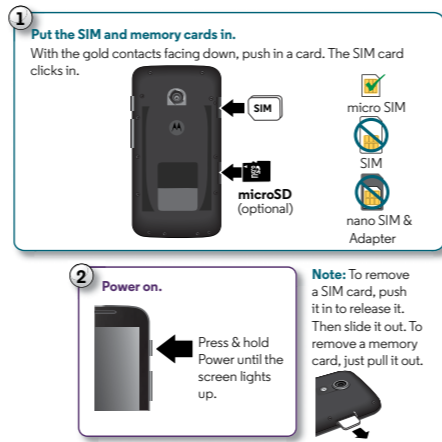 1
Put the SIM and memory cards in.
With the gold contacts facing down, push in a card. The SIM card
clicks in.
SIM
microSD
(optional)
micro SIM
SIM
nano SIM &
Adapter
2
Power on.
Press & hold
Power until the
screen lights
up.
Note: To remove
a SIM card, push
it in to release it.
Then slide it out. To
remove a memory
card, just pull it out.